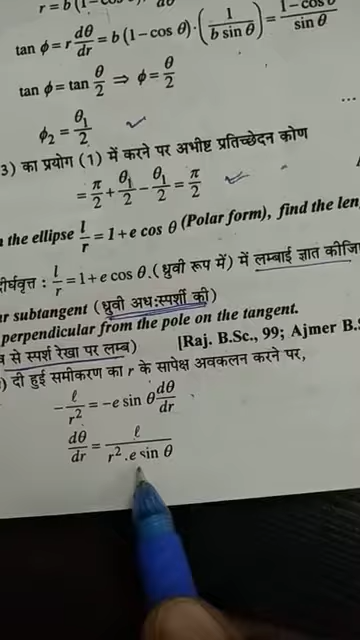 r = b(1-cos
tan φ = r dθ/dr = b (1-cos θ)·(1/(b sin θ)) = (1-cos θ)/sin θ
tan φ = tan θ/2 ⇒ φ = θ/2
φ₂ = θ₁/2
...
3) का प्रयोग (1) में करने पर अभीष्ट प्रतिच्छेदन कोण
= π/2 + θ₁/2 - θ₁/2 = π/2
the ellipse l/r = 1 + e cos θ (Polar form), find the len
दीर्घवृत्त : l/r = 1 + e cos θ. (ध्रुवी रूप में) में लम्बाई ज्ञात कीजि
ar subtangent (ध्रुवी अध:स्पर्शी की)
perpendicular from the pole on the tangent.
से स्पर्श रेखा पर लम्ब) [Raj. B.Sc., 99; Ajmer B.S
) दी हुई समीकरण का r के सापेक्ष अवकलन करने पर,
-ℓ/r² = -e sin θ dθ/dr
dθ/dr = ℓ/(r².e sin θ)